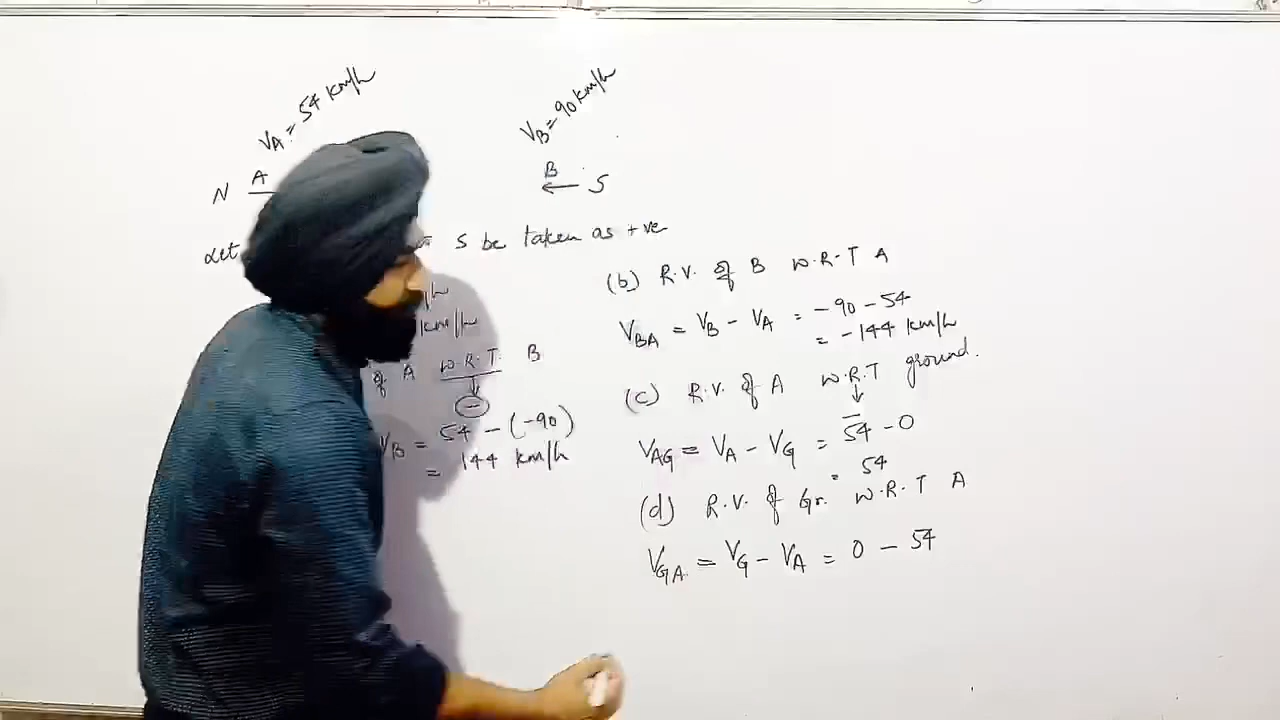 VA = 54 km/h
VB = 90 km/h
N A
B
← S
Let S be taken as +ve
km/h
of A W.R.T. B
↓
−
VB = 54 − (−90)
= 144 km/h
(b) R.V. of B W.R.T A
VBA = VB − VA = −90 − 54
= −144 km/h
(c) R.V. of A W.R.T ground.
↓
−
VAG = VA − VG = 54 − 0
= 54
(d) R.V. of Gr. W.R.T A
VGA = VG − VA = 0 − 54